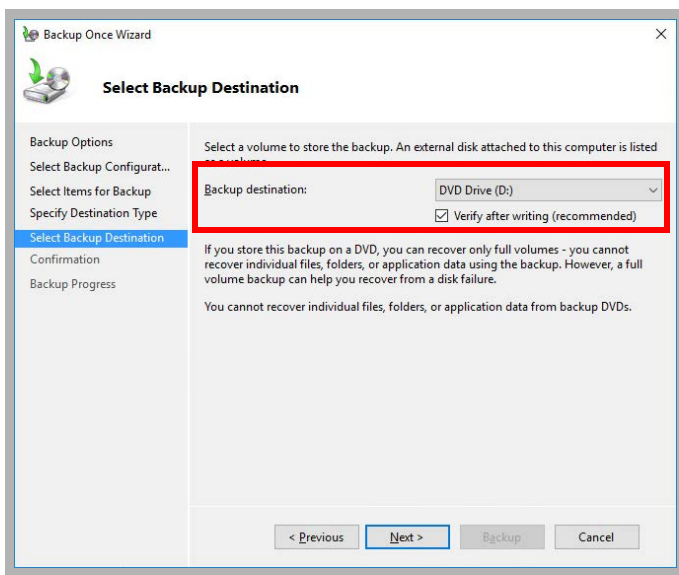 Backup Once Wizard
Select Backup Destination
Backup Options
Select Backup Configurat...
Select Items for Backup
Specify Destination Type
Select Backup Destination
Confirmation
Backup Progress
Select a volume to store the backup. An external disk attached to this computer is listed
Backup destination:
DVD Drive (D:)
Verify after writing (recommended)
If you store this backup on a DVD, you can recover only full volumes - you cannot
recover individual files, folders, or application data using the backup. However, a full
volume backup can help you recover from a disk failure.
You cannot recover individual files, folders, or application data from backup DVDs.
< Previous
Next >
Backup
Cancel